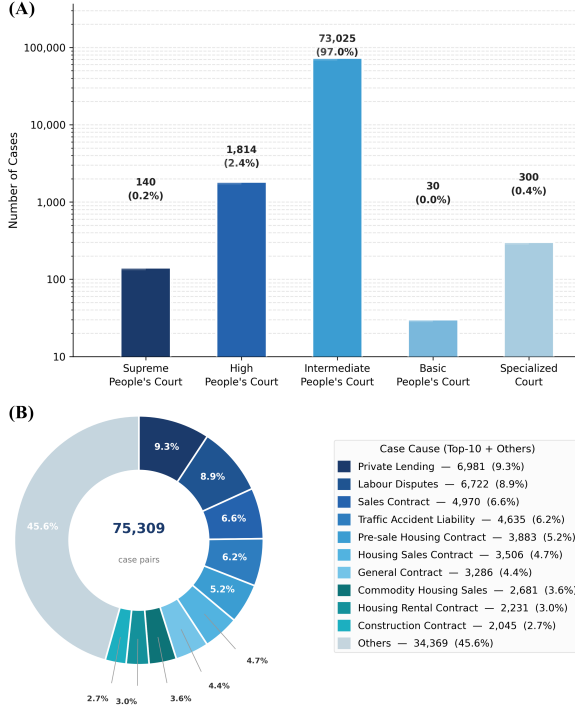 (A)
73,025
(97.0%)
100,000
10,000
1,814
(2.4%)
140
(0.2%)
30
(0.0%)
300
(0.4%)
1,000
100
10
Number of Cases
Supreme
People's Court
High
People's Court
Intermediate
People's Court
Basic
People's Court
Specialized
Court
(B)
9.3%
8.9%
6.6%
6.2%
5.2%
4.7%
4.4%
3.6%
3.0%
2.7%
45.6%
75,309
case pairs
Case Cause (Top-10 + Others)
Private Lending — 6,981 (9.3%)
Labour Disputes — 6,722 (8.9%)
Sales Contract — 4,970 (6.6%)
Traffic Accident Liability — 4,635 (6.2%)
Pre-sale Housing Contract — 3,883 (5.2%)
Housing Sales Contract — 3,506 (4.7%)
General Contract — 3,286 (4.4%)
Commodity Housing Sales — 2,681 (3.6%)
Housing Rental Contract — 2,231 (3.0%)
Construction Contract — 2,045 (2.7%)
Others — 34,369 (45.6%)